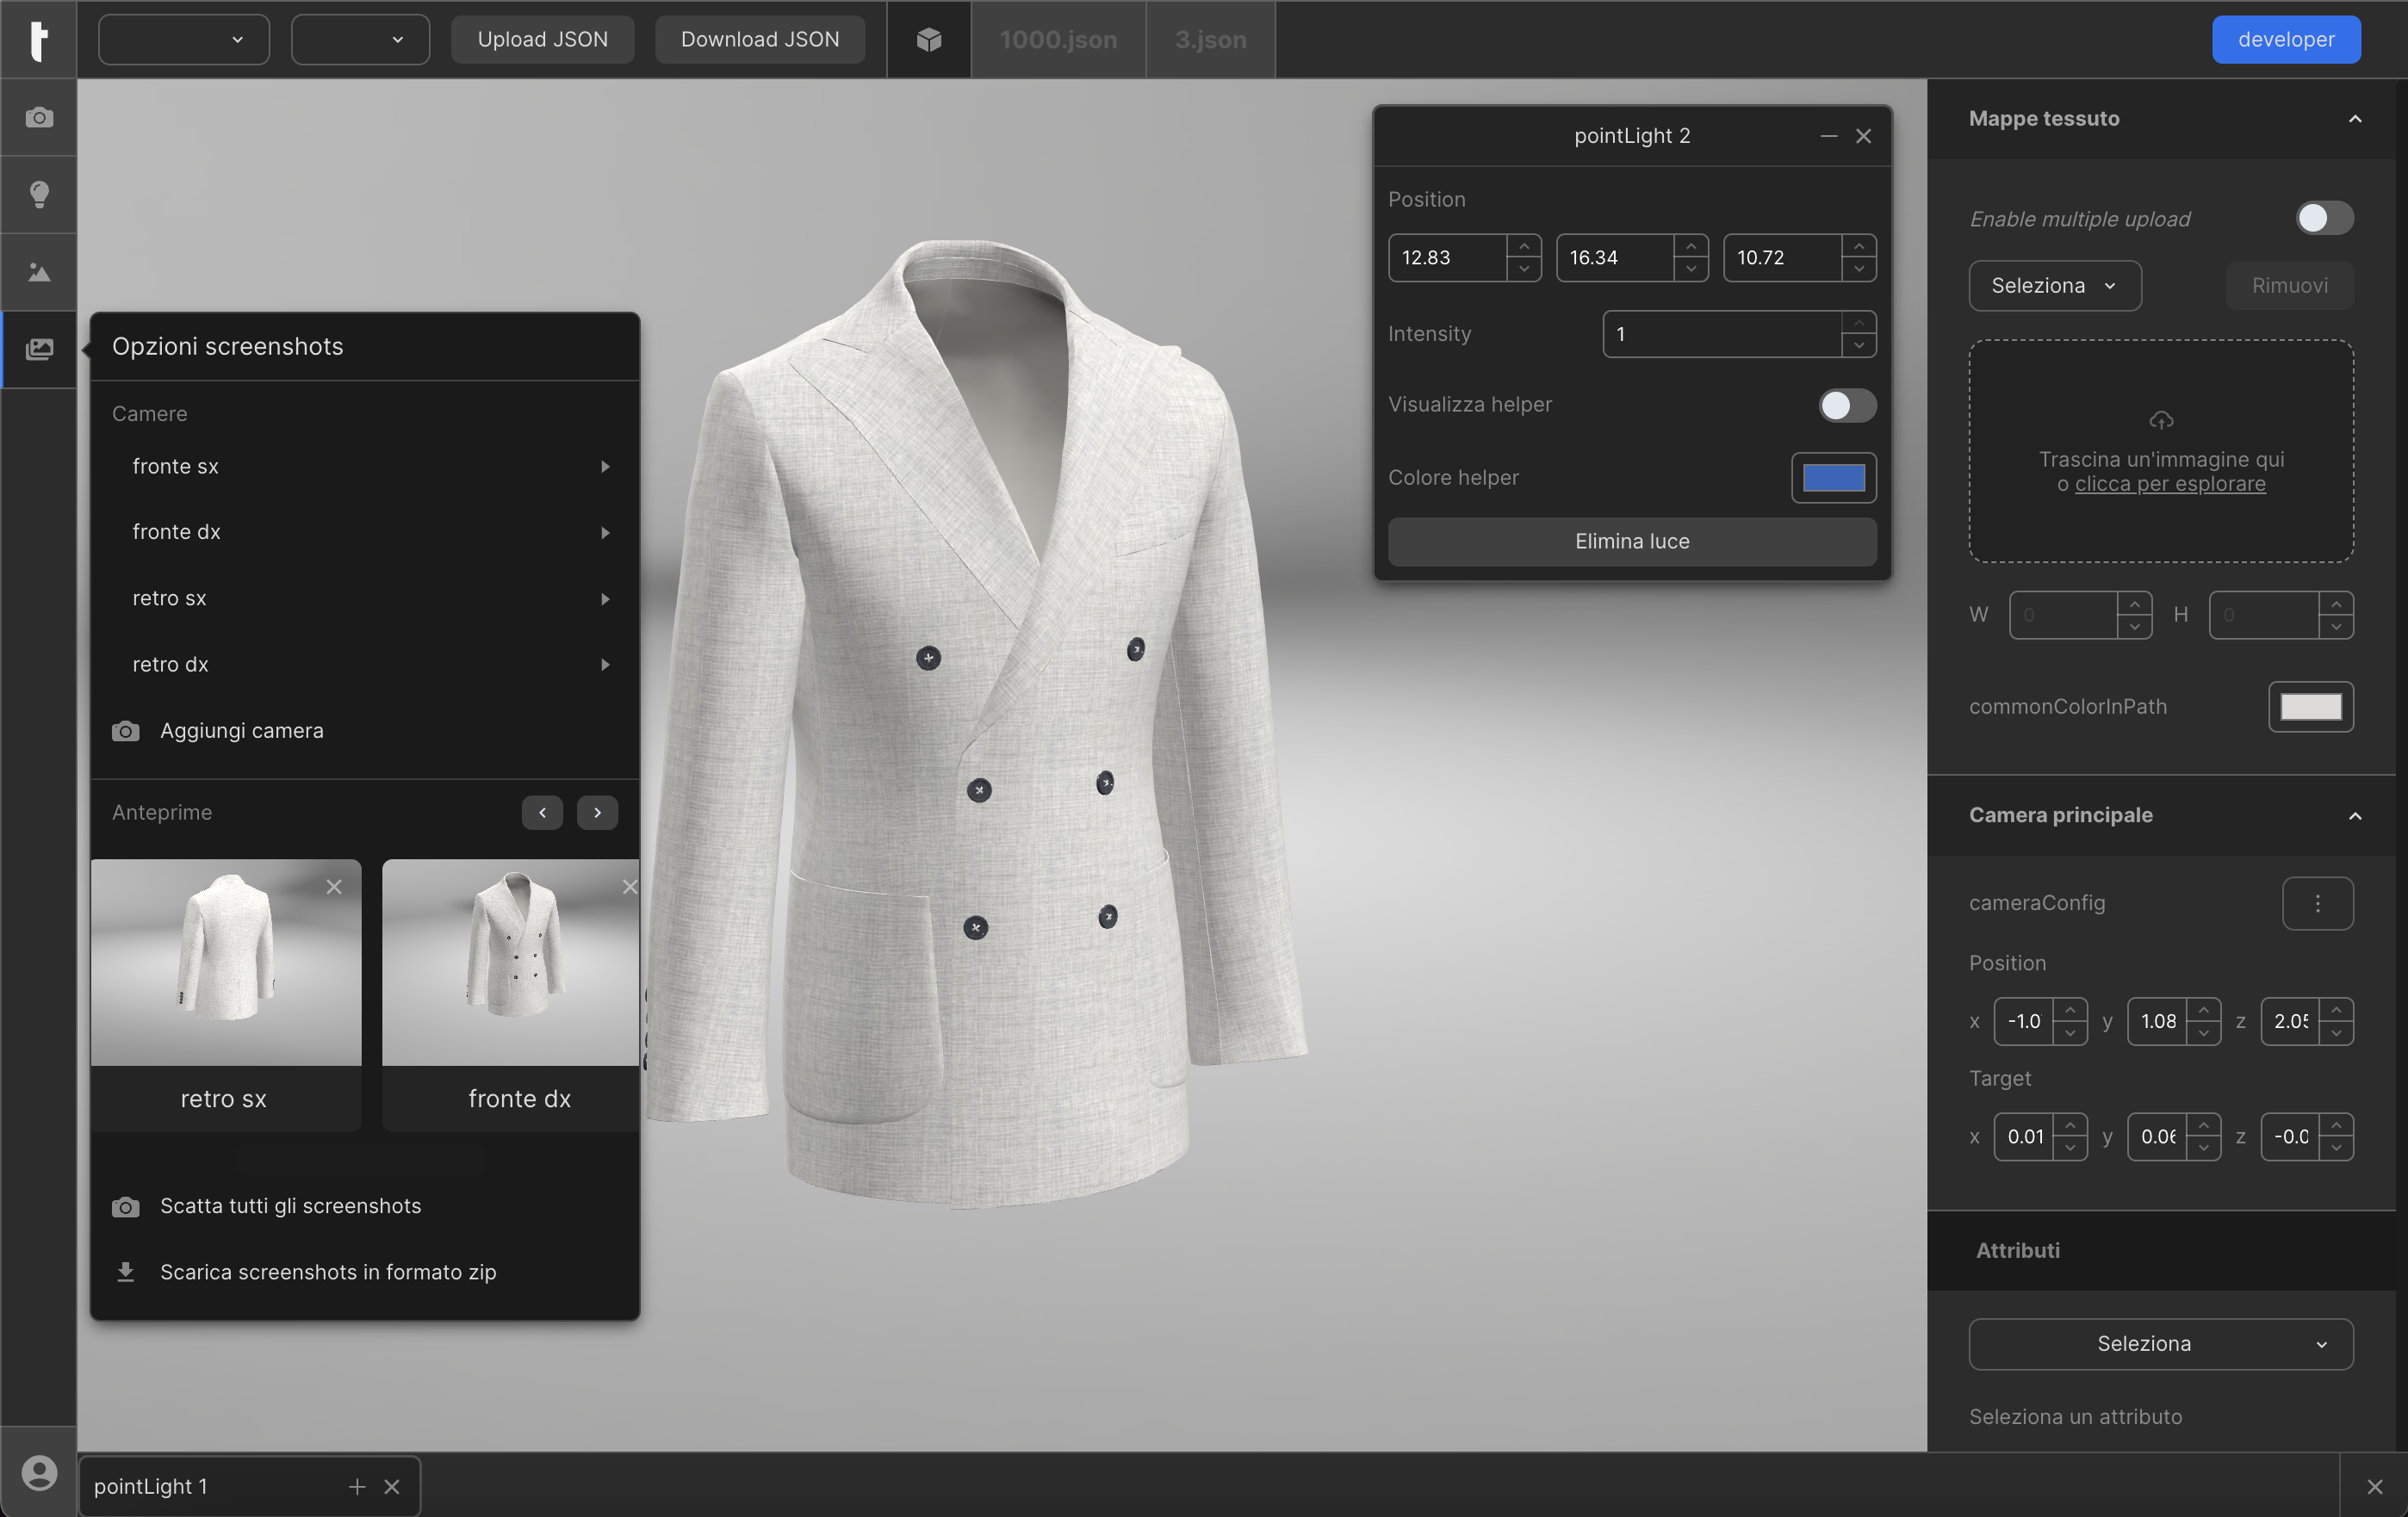 t
Upload JSON
Download JSON
1000.json
3.json
developer
Opzioni screenshots
Camere
fronte sx
fronte dx
retro sx
retro dx
Aggiungi camera
Anteprime
retro sx
fronte dx
Scatta tutti gli screenshots
Scarica screenshots in formato zip
pointLight 2
Position
12.83
16.34
10.72
Intensity
1
Visualizza helper
Colore helper
Elimina luce
Mappe tessuto
Enable multiple upload
Seleziona
Rimuovi
Trascina un'immagine qui
o clicca per esplorare
W 0 H 0
commonColorInPath
Camera principale
cameraConfig
Position
x -1.0 y 1.08 z 2.05
Target
x 0.01 y 0.06 z -0.0
Attributi
Seleziona
Seleziona un attributo
pointLight 1